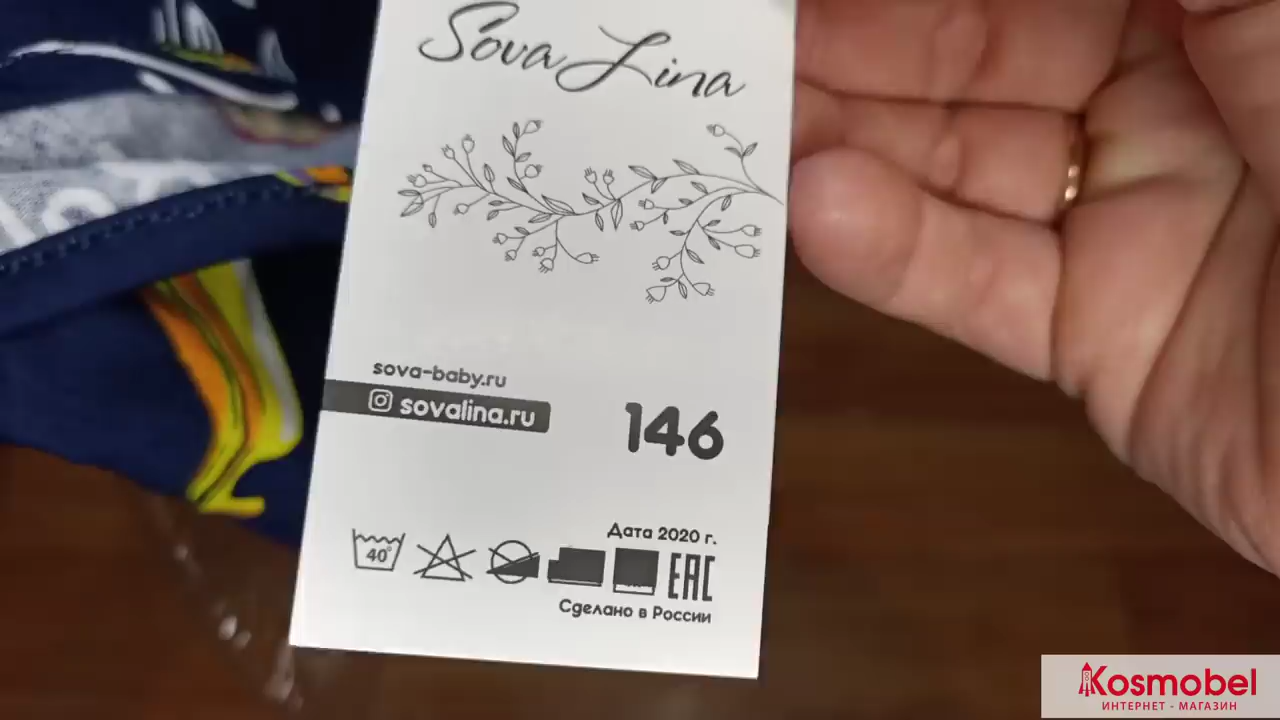 Sova Lina
sova-baby.ru
sovalina.ru
146
Дата 2020 г.
40°
EAC
Сделано в России
Kosmobel
ИНТЕРНЕТ - МАГАЗИН